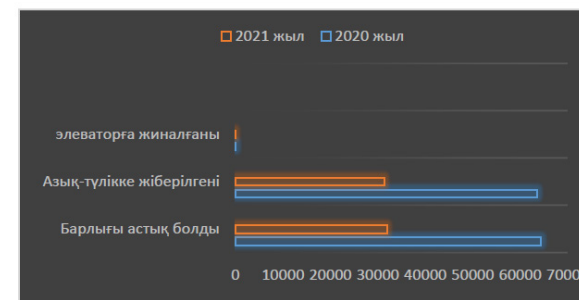 2021 жыл 2020 жыл
элеваторға жиналғаны
Азық-түлікке жіберілгені
Барлығы астық болды
0 10000 20000 30000 40000 50000 60000 7000